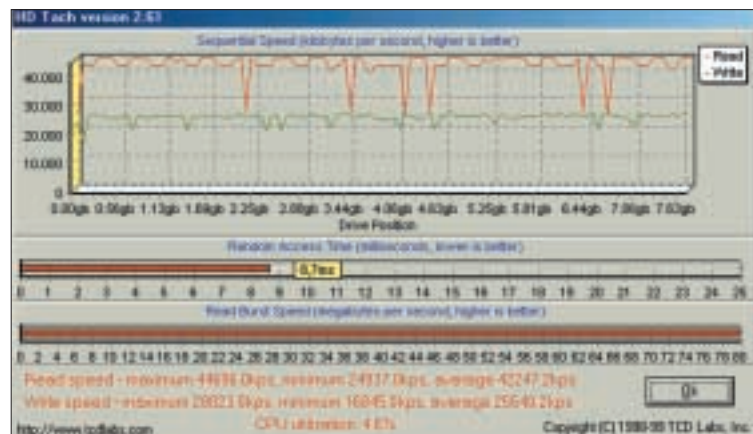 HD Tach version 2.61
Sequential Speed (kilobytes per second, higher is better)
Read
Write
40.000
30.000
20.000
10.000
0
0.00gb 0.56gb 1.13gb 1.69gb 2.25gb 2.88gb 3.44gb 4.00gb 4.63gb 5.25gb 5.81gb 6.44gb 7.00gb 7.63gb
Drive Position
Random Access Time (milliseconds, lower is better)
8,7ms
0 1 2 3 4 5 6 7 8 9 10 11 12 13 14 15 16 17 18 19 20 21 22 23 24 25
Read Burst Speed (megabytes per second, higher is better)
0 2 4 6 8 10 12 14 16 18 20 22 24 26 28 30 32 34 36 38 40 42 44 46 48 50 52 54 56 58 60 62 64 66 68 70 72 74 76 78 80
Read speed - maximum 44696.0kps, minimum 24937.0kps, average 42247.2kps
Write speed - maximum average 25640.2kps
Ok
CPU utilization:
http://www.tcdlabs.com
Copyright (C) 1998-99 TCD Labs, Inc.